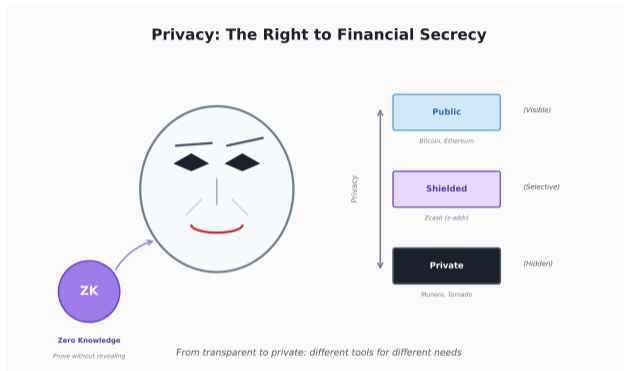 Privacy: The Right to Financial Secrecy
Public
(Visible)
Bitcoin, Ethereum
Privacy
Shielded
(Selective)
Zcash (z-addr)
Private
(Hidden)
Monero, Tornado
ZK
Zero Knowledge
Prove without revealing
From transparent to private: different tools for different needs